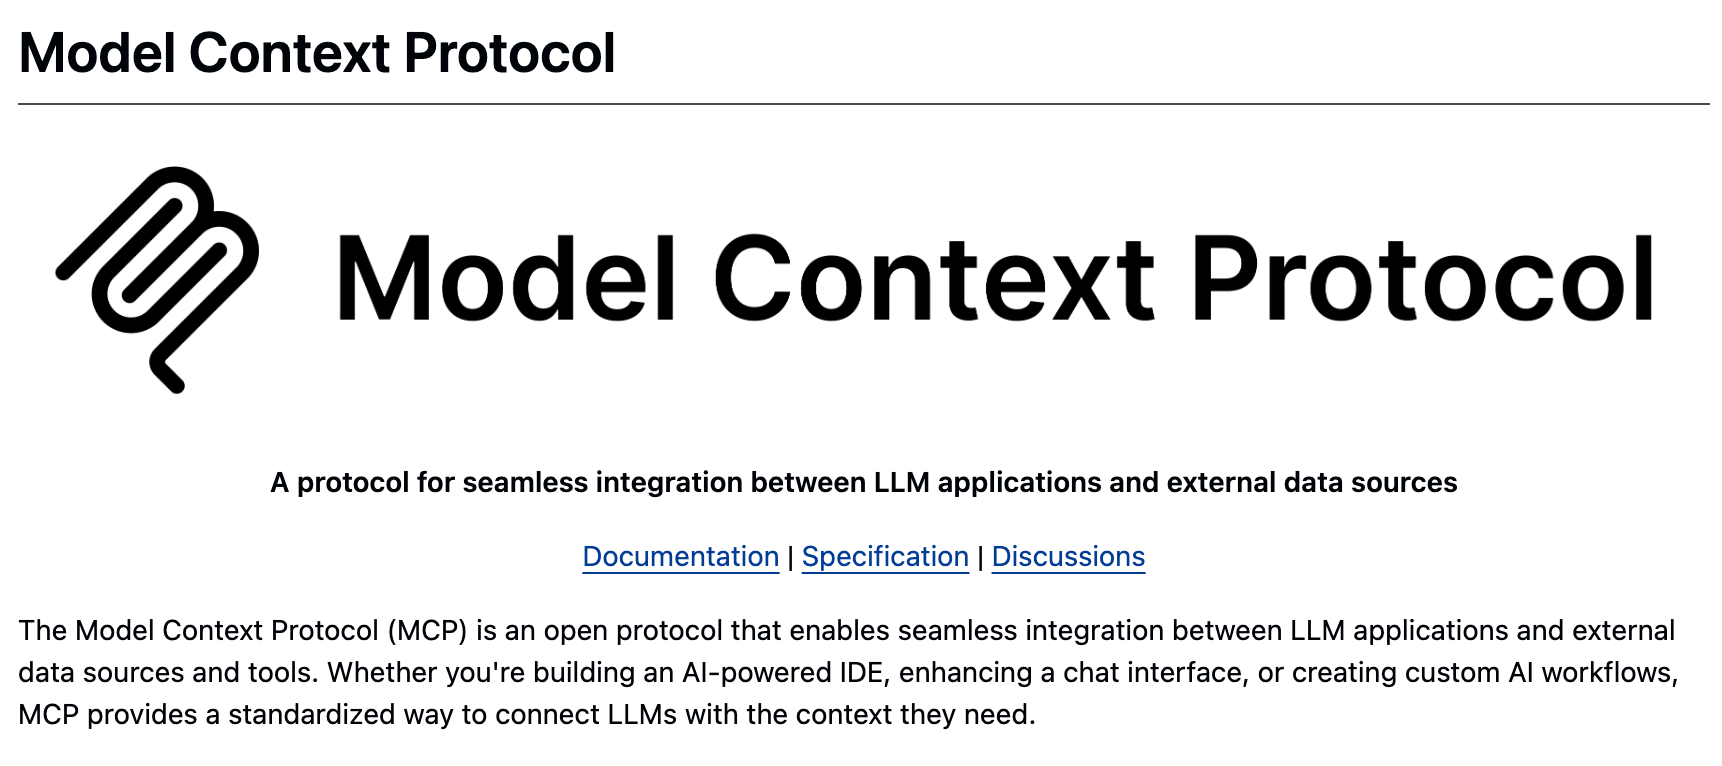 Model Context Protocol
Model Context Protocol
A protocol for seamless integration between LLM applications and external data sources
Documentation | Specification | Discussions
The Model Context Protocol (MCP) is an open protocol that enables seamless integration between LLM applications and external
data sources and tools. Whether you're building an AI-powered IDE, enhancing a chat interface, or creating custom AI workflows,
MCP provides a standardized way to connect LLMs with the context they need.